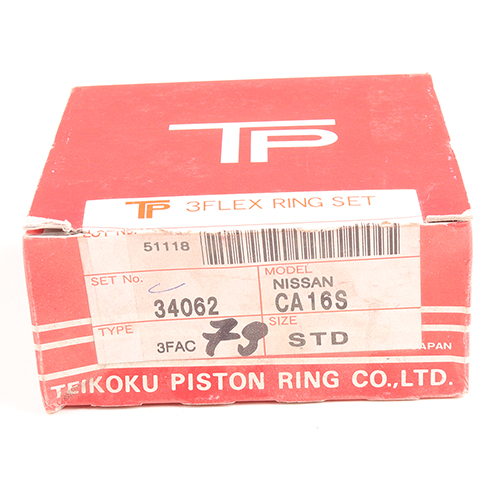 TP
TP 3FLEX RING SET
51118
SET No. MODEL
34062 NISSAN CA16S
TYPE SIZE
3FAC 79 STD
JAPAN
TEIKOKU PISTON RING CO.,LTD.